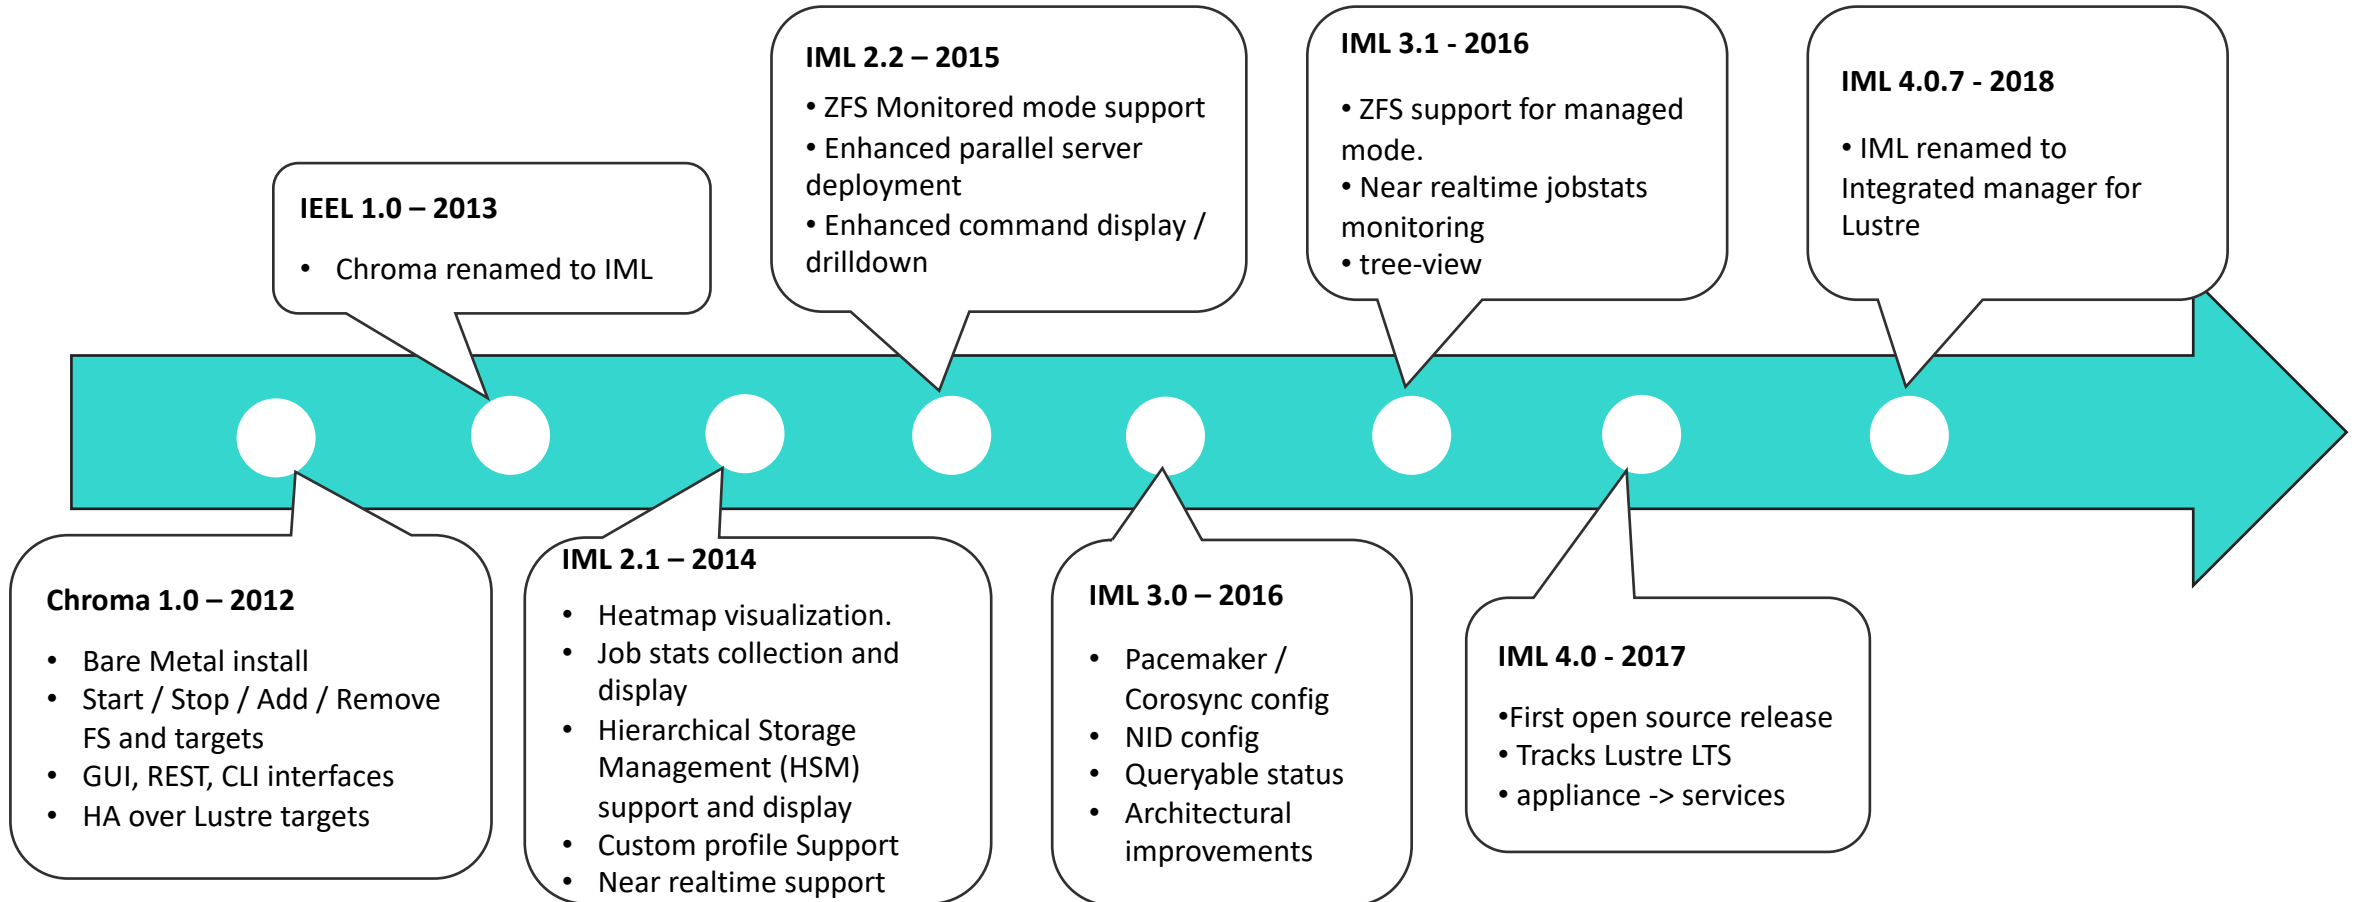 IML 2.2 – 2015
• ZFS Monitored mode support
• Enhanced parallel server
deployment
• Enhanced command display /
drilldown
IML 3.1 - 2016
• ZFS support for managed
mode.
• Near realtime jobstats
monitoring
• tree-view
IML 4.0.7 - 2018
• IML renamed to
Integrated manager for
Lustre
IEEL 1.0 – 2013
• Chroma renamed to IML
Chroma 1.0 – 2012
• Bare Metal install
• Start / Stop / Add / Remove
FS and targets
• GUI, REST, CLI interfaces
• HA over Lustre targets
IML 2.1 – 2014
• Heatmap visualization.
• Job stats collection and
display
• Hierarchical Storage
Management (HSM)
support and display
• Custom profile Support
• Near realtime support
IML 3.0 – 2016
• Pacemaker /
Corosync config
• NID config
• Queryable status
• Architectural
improvements
IML 4.0 - 2017
•First open source release
• Tracks Lustre LTS
• appliance -> services